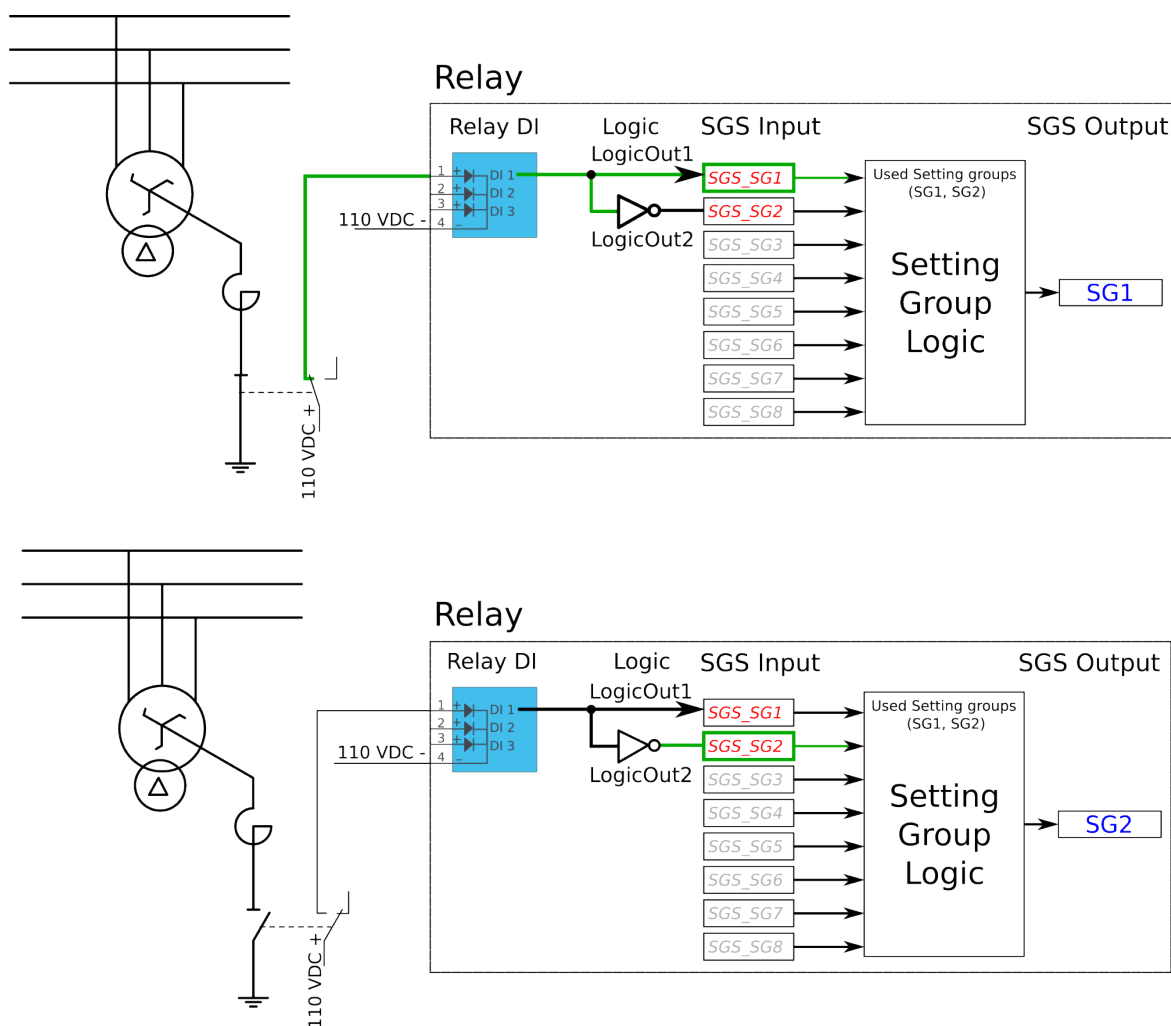 Relay
Relay DI
Logic
SGS Input
SGS Output
LogicOut1
1 +
2 +
3 +
4 −
DI 1
DI 2
DI 3
110 VDC -
LogicOut2
SGS_SG1
SGS_SG2
SGS_SG3
SGS_SG4
SGS_SG5
SGS_SG6
SGS_SG7
SGS_SG8
Used Setting groups
(SG1, SG2)
Setting
Group
Logic
SG1
Δ
110 VDC +
Relay
Relay DI
Logic
SGS Input
SGS Output
LogicOut1
1 +
2 +
3 +
4 −
DI 1
DI 2
DI 3
110 VDC -
LogicOut2
SGS_SG1
SGS_SG2
SGS_SG3
SGS_SG4
SGS_SG5
SGS_SG6
SGS_SG7
SGS_SG8
Used Setting groups
(SG1, SG2)
Setting
Group
Logic
SG2
Δ
110 VDC +